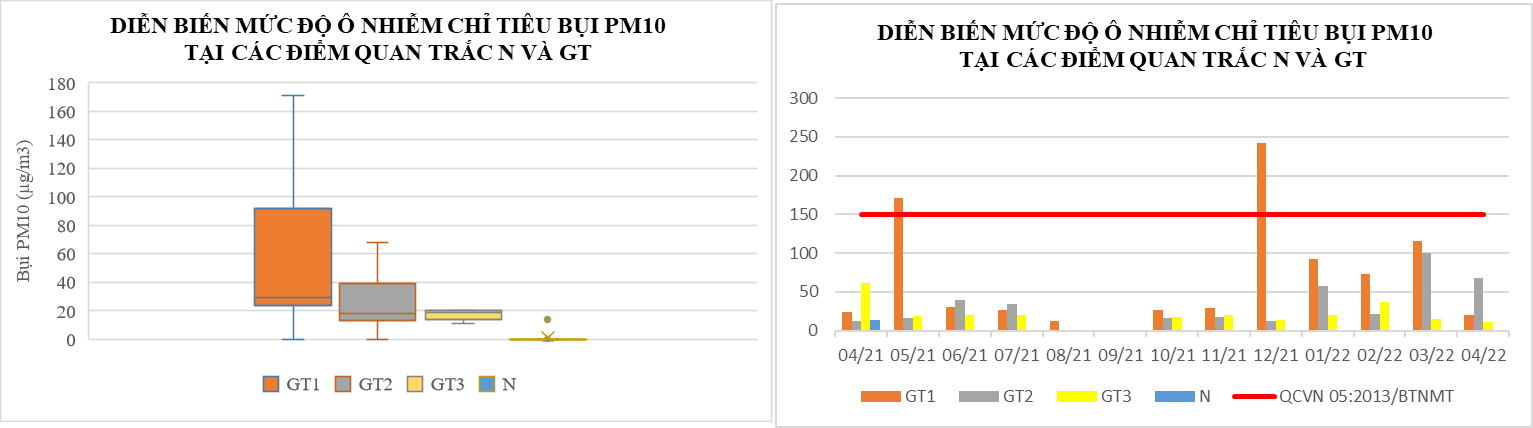 DIỄN BIẾN MỨC ĐỘ Ô NHIỄM CHỈ TIÊU BỤI PM10
TẠI CÁC ĐIỂM QUAN TRẮC N VÀ GT
180
160
140
120
100
80
60
40
20
0
Bụi PM10 (µg/m3)
GT1 GT2 GT3 N
DIỄN BIẾN MỨC ĐỘ Ô NHIỄM CHỈ TIÊU BỤI PM10
TẠI CÁC ĐIỂM QUAN TRẮC N VÀ GT
300
250
200
150
100
50
0
04/21 05/21 06/21 07/21 08/21 09/21 10/21 11/21 12/21 01/22 02/22 03/22 04/22
GT1 GT2 GT3 N QCVN 05:2013/BTNMT